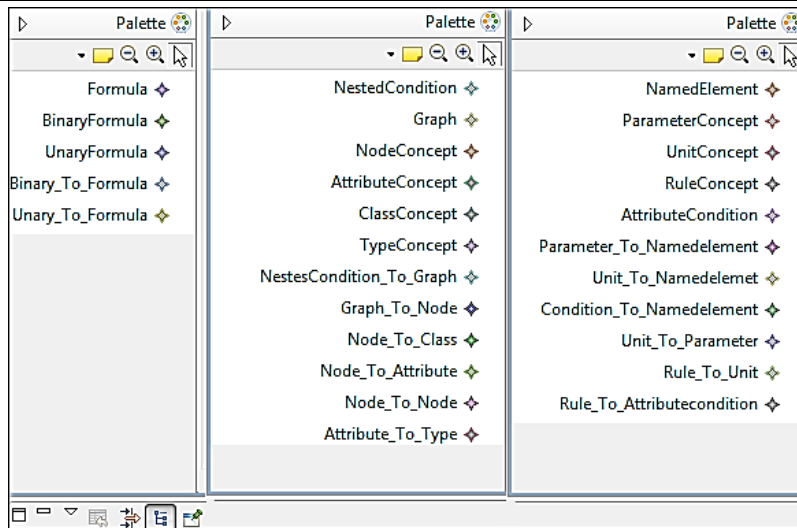 Palette
Formula
BinaryFormula
UnaryFormula
Binary_To_Formula
Unary_To_Formula
Palette
NestedCondition
Graph
NodeConcept
AttributeConcept
ClassConcept
TypeConcept
NestesCondition_To_Graph
Graph_To_Node
Node_To_Class
Node_To_Attribute
Node_To_Node
Attribute_To_Type
Palette
NamedElement
ParameterConcept
UnitConcept
RuleConcept
AttributeCondition
Parameter_To_Namedelement
Unit_To_Namedelemet
Condition_To_Namedelement
Unit_To_Parameter
Rule_To_Unit
Rule_To_Attributecondition